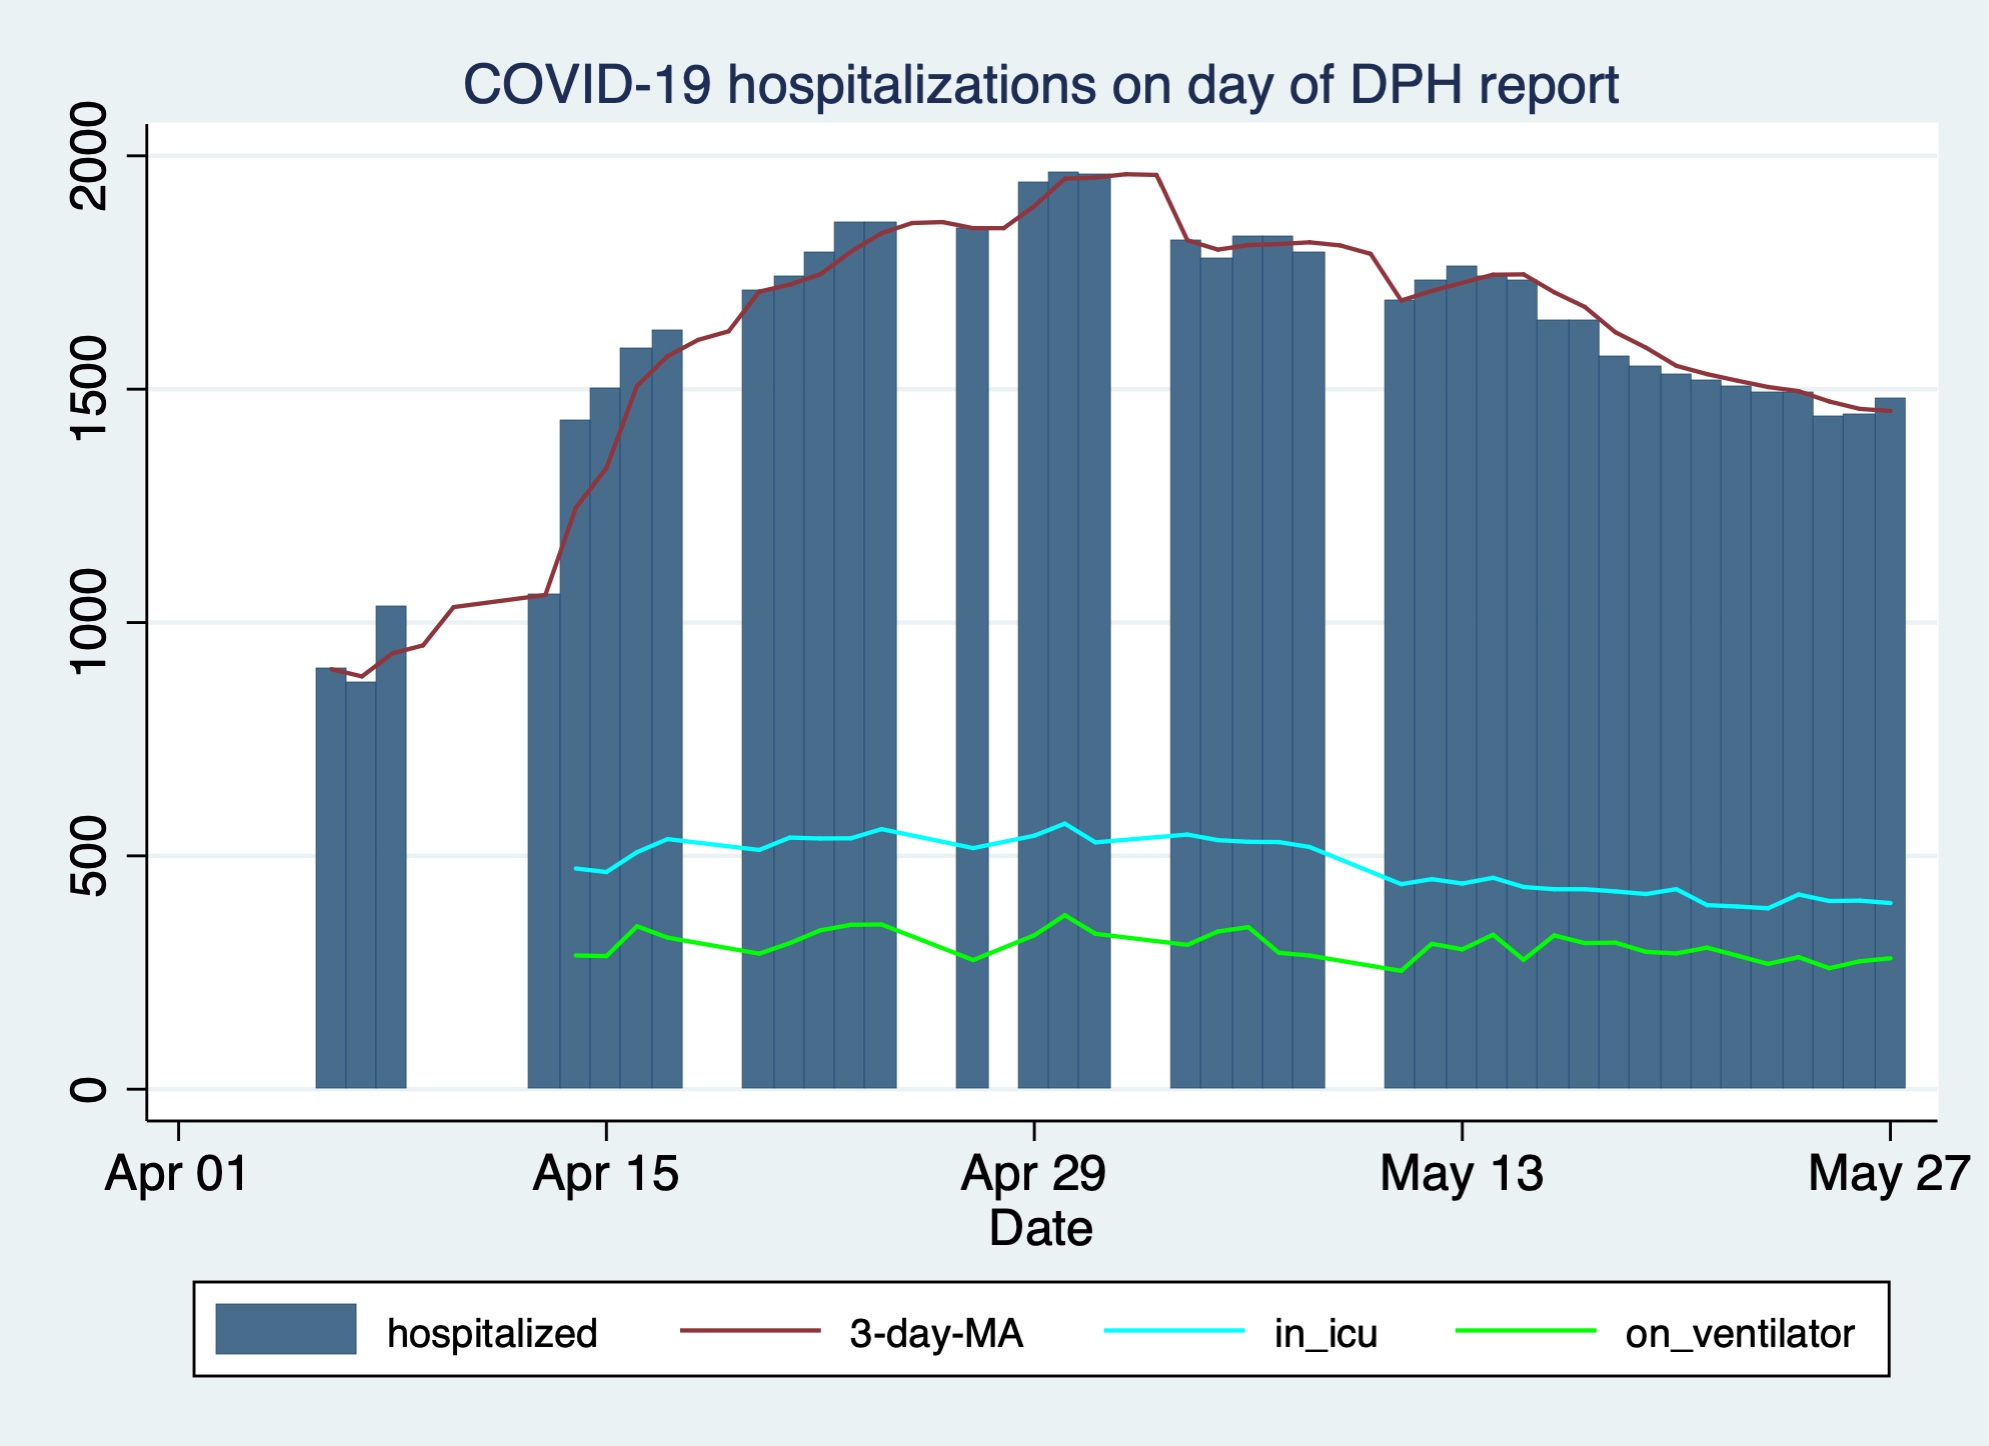 COVID-19 hospitalizations on day of DPH report
2000
1500
1000
500
0
Apr 01 Apr 15 Apr 29 May 13 May 27
Date
hospitalized 3-day-MA in_icu on_ventilator